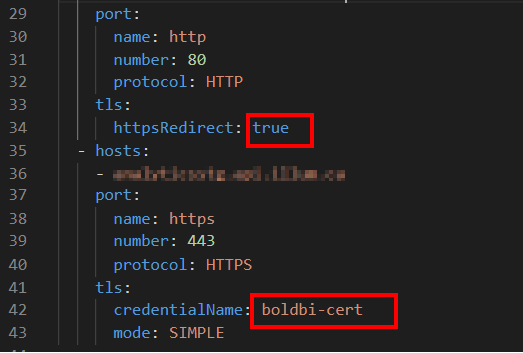 29 port:
30 name: http
31 number: 80
32 protocol: HTTP
33 tls:
34 httpsRedirect: true
35 - hosts:
36 -
37 port:
38 name: https
39 number: 443
40 protocol: HTTPS
41 tls:
42 credentialName: boldbi-cert
43 mode: SIMPLE